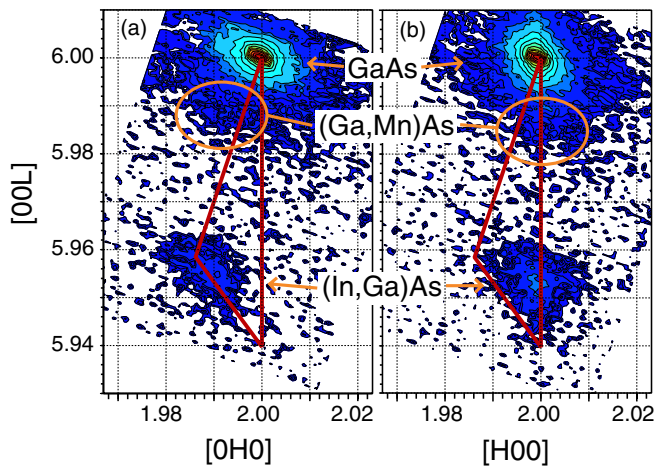 (a)
(b)
6.00
GaAs
(Ga,Mn)As
5.98
[00L]
5.96
(In,Ga)As
5.94
1.98
2.00
2.02
1.98
2.00
2.02
[0H0]
[H00]